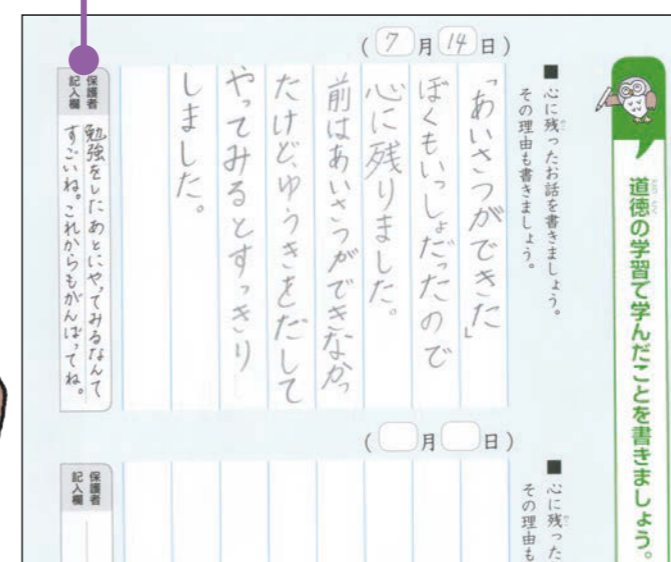 道徳の学習で学んだことを書きましょう。
■心に残ったお話を書きましょう。
その理由も書きましょう。
(7月14日)
「あいさつができた」
ぼくもいっしょだったので
心に残りました。
前はあいさつができなかっ
たけど、ゆうきをだして
やってみるとすっきり
しました。
保護者
記入欄
勉強をしたあとにやってみるなんて
すごいね。これからもがんばってね。
■心に残った
その理由も
( 月 日)
保護者
記入欄